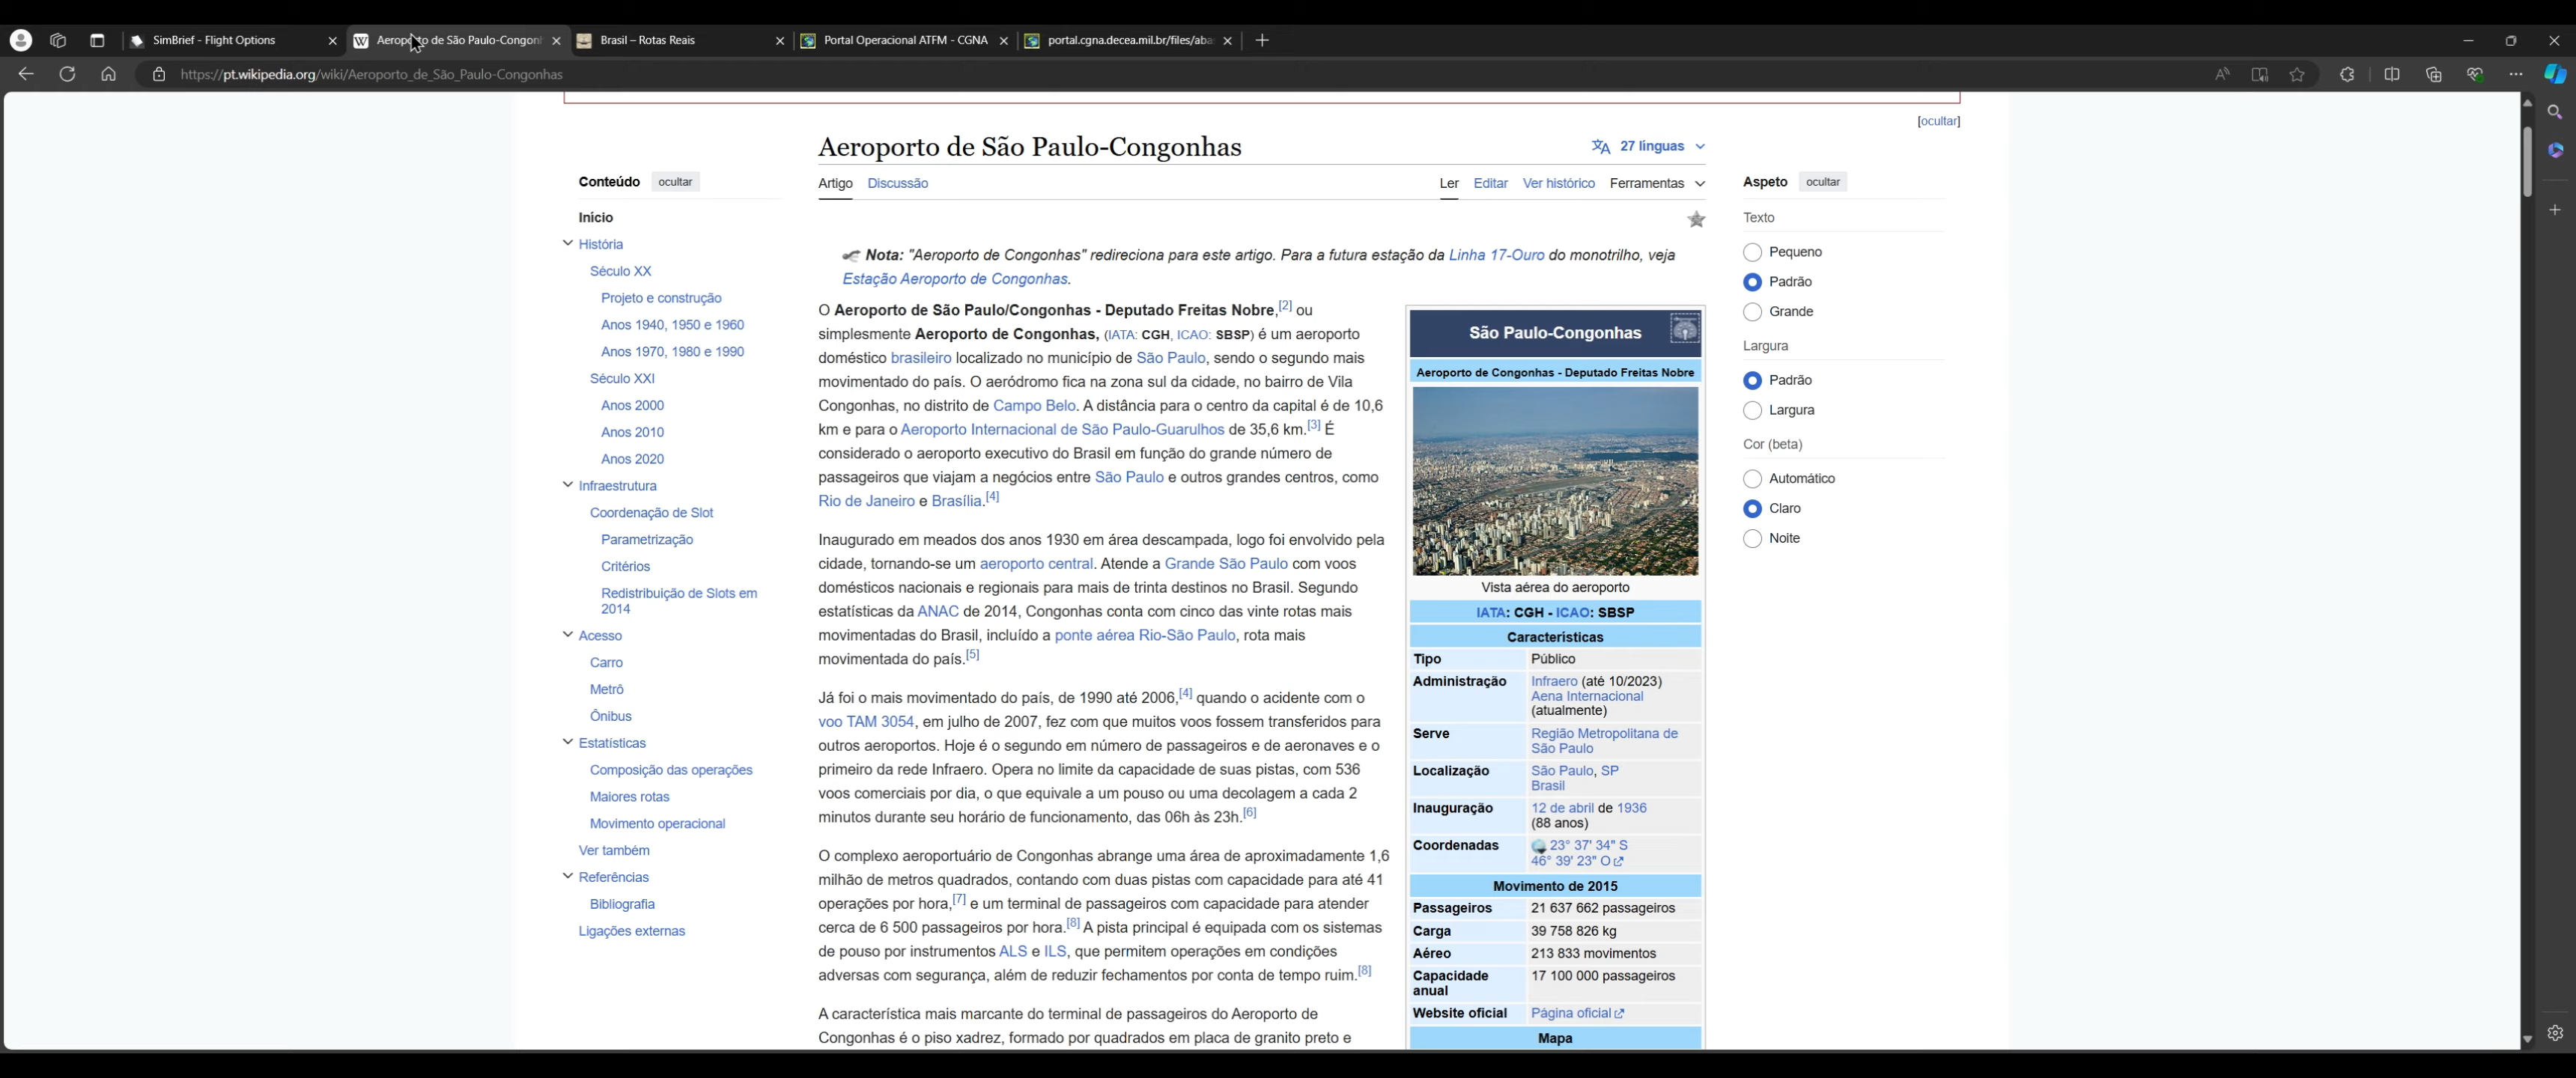 SimBrief - Flight Options
Aeroporto de São Paulo-Congonh
Brasil – Rotas Reais
Portal Operacional ATFM - CGNA
portal.cgna.decea.mil.br/files/aba
https://pt.wikipedia.org/wiki/Aeroporto_de_São_Paulo-Congonhas
[ocultar]
Aeroporto de São Paulo-Congonhas
27 línguas
Artigo Discussão
Ler Editar Ver histórico Ferramentas
Conteúdo ocultar
Início
História
Século XX
Projeto e construção
Anos 1940, 1950 e 1960
Anos 1970, 1980 e 1990
Século XXI
Anos 2000
Anos 2010
Anos 2020
Infraestrutura
Coordenação de Slot
Parametrização
Critérios
Redistribuição de Slots em
2014
Acesso
Carro
Metrô
Ônibus
Estatísticas
Composição das operações
Maiores rotas
Movimento operacional
Ver também
Referências
Bibliografia
Ligações externas
Nota: "Aeroporto de Congonhas" redireciona para este artigo. Para a futura estação da Linha 17-Ouro do monotrilho, veja
Estação Aeroporto de Congonhas.
O Aeroporto de São Paulo/Congonhas - Deputado Freitas Nobre,[2] ou
simplesmente Aeroporto de Congonhas, (IATA: CGH, ICAO: SBSP) é um aeroporto
doméstico brasileiro localizado no município de São Paulo, sendo o segundo mais
movimentado do país. O aeródromo fica na zona sul da cidade, no bairro de Vila
Congonhas, no distrito de Campo Belo. A distância para o centro da capital é de 10,6
km e para o Aeroporto Internacional de São Paulo-Guarulhos de 35,6 km.[3] É
considerado o aeroporto executivo do Brasil em função do grande número de
passageiros que viajam a negócios entre São Paulo e outros grandes centros, como
Rio de Janeiro e Brasília.[4]
Inaugurado em meados dos anos 1930 em área descampada, logo foi envolvido pela
cidade, tornando-se um aeroporto central. Atende a Grande São Paulo com voos
domésticos nacionais e regionais para mais de trinta destinos no Brasil. Segundo
estatísticas da ANAC de 2014, Congonhas conta com cinco das vinte rotas mais
movimentadas do Brasil, incluído a ponte aérea Rio-São Paulo, rota mais
movimentada do país.[5]
Já foi o mais movimentado do país, de 1990 até 2006,[4] quando o acidente com o
voo TAM 3054, em julho de 2007, fez com que muitos voos fossem transferidos para
outros aeroportos. Hoje é o segundo em número de passageiros e de aeronaves e o
primeiro da rede Infraero. Opera no limite da capacidade de suas pistas, com 536
voos comerciais por dia, o que equivale a um pouso ou uma decolagem a cada 2
minutos durante seu horário de funcionamento, das 06h às 23h.[6]
O complexo aeroportuário de Congonhas abrange uma área de aproximadamente 1,6
milhão de metros quadrados, contando com duas pistas com capacidade para até 41
operações por hora,[7] e um terminal de passageiros com capacidade para atender
cerca de 6 500 passageiros por hora.[8] A pista principal é equipada com os sistemas
de pouso por instrumentos ALS e ILS, que permitem operações em condições
adversas com segurança, além de reduzir fechamentos por conta de tempo ruim.[8]
A característica mais marcante do terminal de passageiros do Aeroporto de
Congonhas é o piso xadrez, formado por quadrados em placa de granito preto e
São Paulo-Congonhas
Aeroporto de Congonhas - Deputado Freitas Nobre
Vista aérea do aeroporto
IATA: CGH - ICAO: SBSP
Características
Tipo Público
Administração Infraero (até 10/2023)
Aena Internacional
(atualmente)
Serve Região Metropolitana de
São Paulo
Localização São Paulo, SP
Brasil
Inauguração 12 de abril de 1936
(88 anos)
Coordenadas 23° 37' 34" S
46° 39' 23" O
Movimento de 2015
Passageiros 21 637 662 passageiros
Carga 39 758 826 kg
Aéreo 213 833 movimentos
Capacidade 17 100 000 passageiros
anual
Website oficial Página oficial
Mapa
Aspeto ocultar
Texto
Pequeno
Padrão
Grande
Largura
Padrão
Largura
Cor (beta)
Automático
Claro
Noite